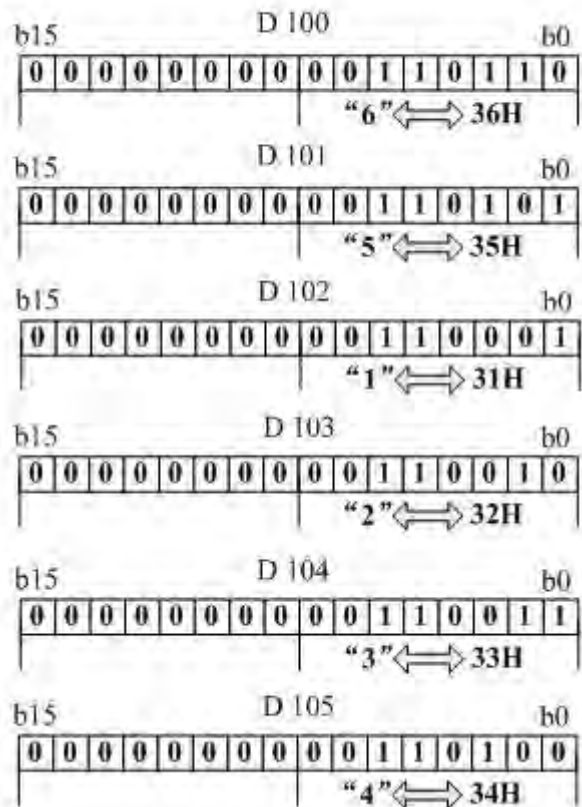 D 100
b15 b0
0 0 0 0 0 0 0 0 0 0 1 1 0 1 1 0
“6” 36H
D 101
b15 b0
0 0 0 0 0 0 0 0 0 0 1 1 0 1 0 1
“5” 35H
D 102
b15 b0
0 0 0 0 0 0 0 0 0 0 1 1 0 0 0 1
“1” 31H
D 103
b15 b0
0 0 0 0 0 0 0 0 0 0 1 1 0 0 1 0
“2” 32H
D 104
b15 b0
0 0 0 0 0 0 0 0 0 0 1 1 0 0 1 1
“3” 33H
D 105
b15 b0
0 0 0 0 0 0 0 0 0 0 1 1 0 1 0 0
“4” 34H